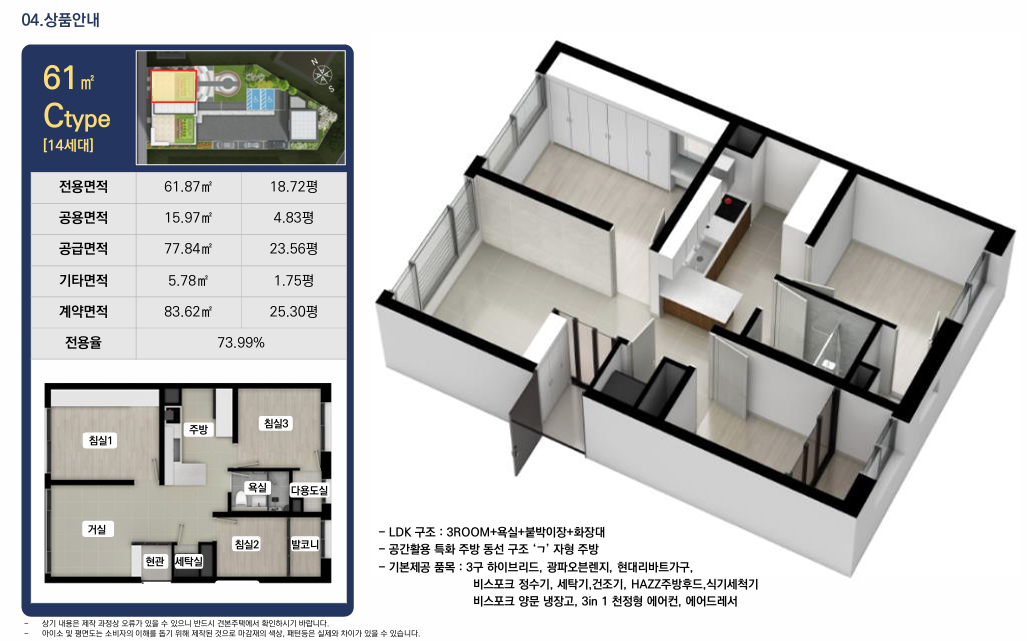 04.상품안내
61㎡
Ctype
[14세대]
N
S
전용면적 61.87㎡ 18.72평
공용면적 15.97㎡ 4.83평
공급면적 77.84㎡ 23.56평
기타면적 5.78㎡ 1.75평
계약면적 83.62㎡ 25.30평
전용율 73.99%
주방
침실3
침실1
욕실
다용도실
거실
침실2
발코니
현관
세탁실
- LDK 구조 : 3ROOM+욕실+붙박이장+화장대
- 공간활용 특화 주방 동선 구조 ‘ㄱ’ 자형 주방
- 기본제공 품목 : 3구 하이브리드, 광파오븐렌지, 현대리바트가구,
비스포크 정수기, 세탁기,건조기, HAZZ주방후드,식기세척기
비스포크 양문 냉장고, 3in 1 천정형 에어컨, 에어드레서
- 상기 내용은 제작 과정상 오류가 있을 수 있으니 반드시 견본주택에서 확인하시기 바랍니다.
- 아이소 및 평면도는 소비자의 이해를 돕기 위해 제작된 것으로 마감재의 색상, 패턴등은 실제와 차이가 있을 수 있습니다.